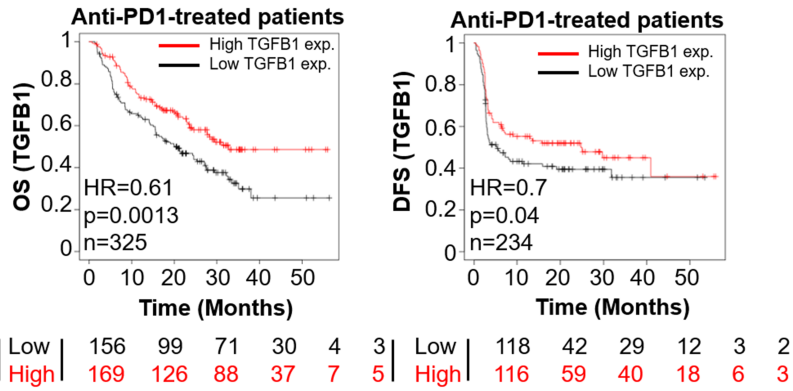 Anti-PD1-treated patients
OS (TGFB1)
1
0.8
0.6
0.4
0.2
0
High TGFB1 exp.
Low TGFB1 exp.
HR=0.61
p=0.0013
n=325
0 10 20 30 40 50
Time (Months)
Low 156 99 71 30 4 3
High 169 126 88 37 7 5
Anti-PD1-treated patients
DFS (TGFB1)
1
0.8
0.6
0.4
0.2
0
High TGFB1 exp.
Low TGFB1 exp.
HR=0.7
p=0.04
n=234
0 10 20 30 40 50
Time (Months)
Low 118 42 29 12 3 2
High 116 59 40 18 6 3